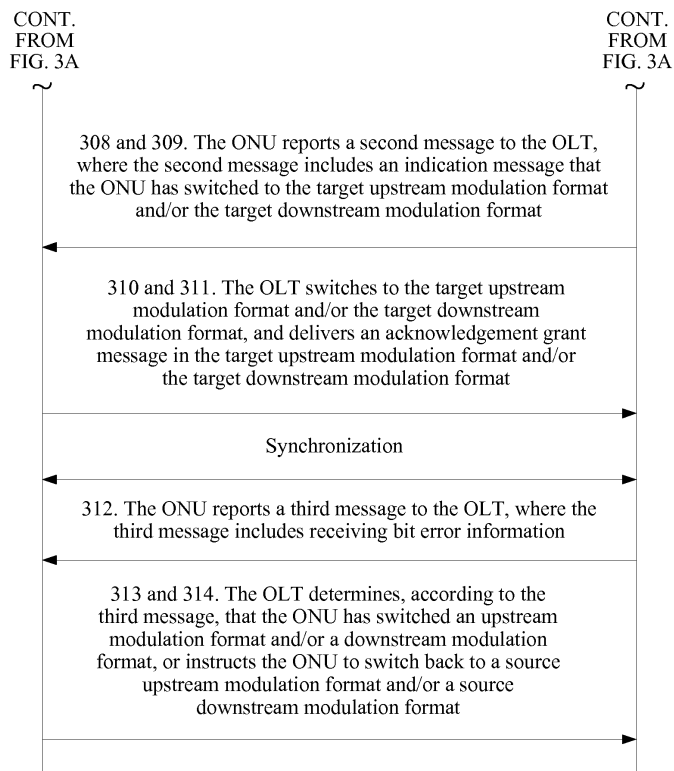 CONT.
FROM
FIG. 3A
CONT.
FROM
FIG. 3A
308 and 309. The ONU reports a second message to the OLT,
where the second message includes an indication message that
the ONU has switched to the target upstream modulation format
and/or the target downstream modulation format
310 and 311. The OLT switches to the target upstream
modulation format and/or the target downstream
modulation format, and delivers an acknowledgement grant
message in the target upstream modulation format and/or
the target downstream modulation format
Synchronization
312. The ONU reports a third message to the OLT, where the
third message includes receiving bit error information
313 and 314. The OLT determines, according to the
third message, that the ONU has switched an upstream
modulation format and/or a downstream modulation
format, or instructs the ONU to switch back to a source
upstream modulation format and/or a source
downstream modulation format